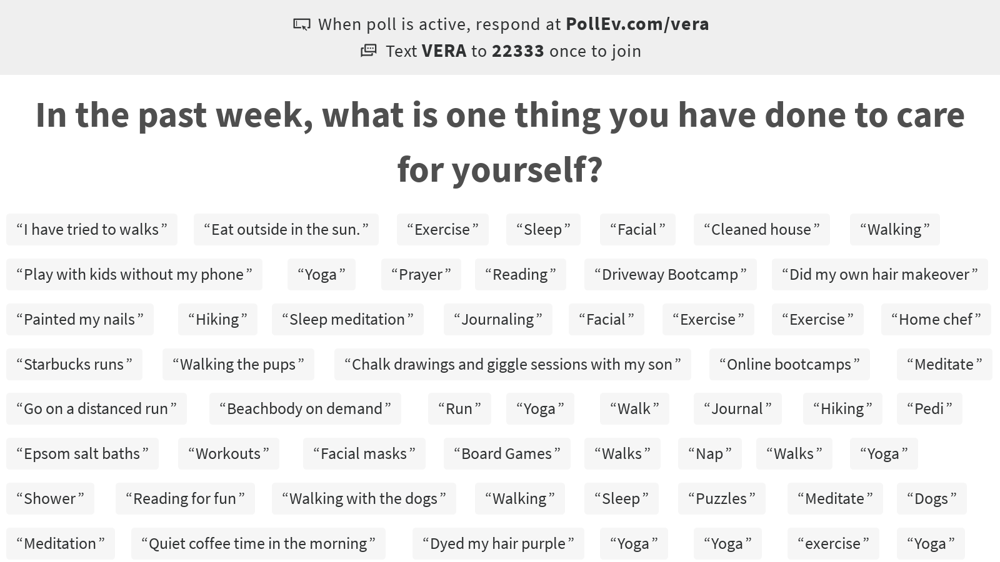 When poll is active, respond at PollEv.com/vera
Text VERA to 22333 once to join
In the past week, what is one thing you have done to care
for yourself?
“I have tried to walks” “Eat outside in the sun.” “Exercise” “Sleep” “Facial” “Cleaned house” “Walking”
“Play with kids without my phone” “Yoga” “Prayer” “Reading” “Driveway Bootcamp” “Did my own hair makeover”
“Painted my nails” “Hiking” “Sleep meditation” “Journaling” “Facial” “Exercise” “Exercise” “Home chef”
“Starbucks runs” “Walking the pups” “Chalk drawings and giggle sessions with my son” “Online bootcamps” “Meditate”
“Go on a distanced run” “Beachbody on demand” “Run” “Yoga” “Walk” “Journal” “Hiking” “Pedi”
“Epsom salt baths” “Workouts” “Facial masks” “Board Games” “Walks” “Nap” “Walks” “Yoga”
“Shower” “Reading for fun” “Walking with the dogs” “Walking” “Sleep” “Puzzles” “Meditate” “Dogs”
“Meditation” “Quiet coffee time in the morning” “Dyed my hair purple” “Yoga” “Yoga” “exercise” “Yoga”